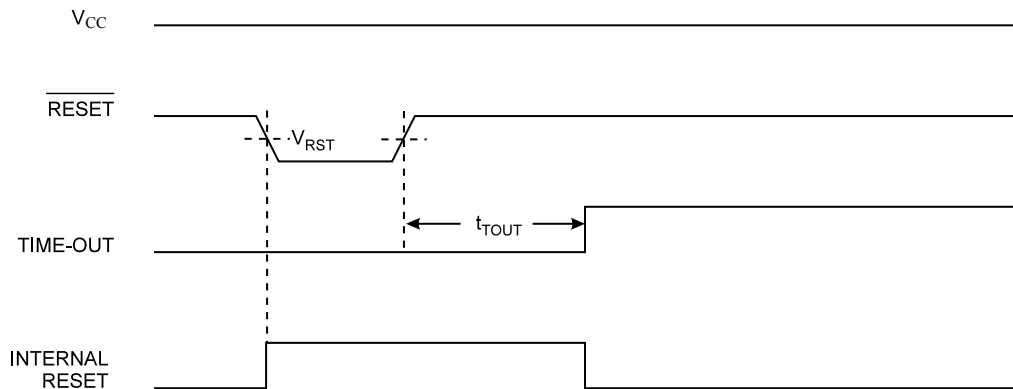 VCC
RESET
VRST
tTOUT
TIME-OUT
INTERNAL
RESET